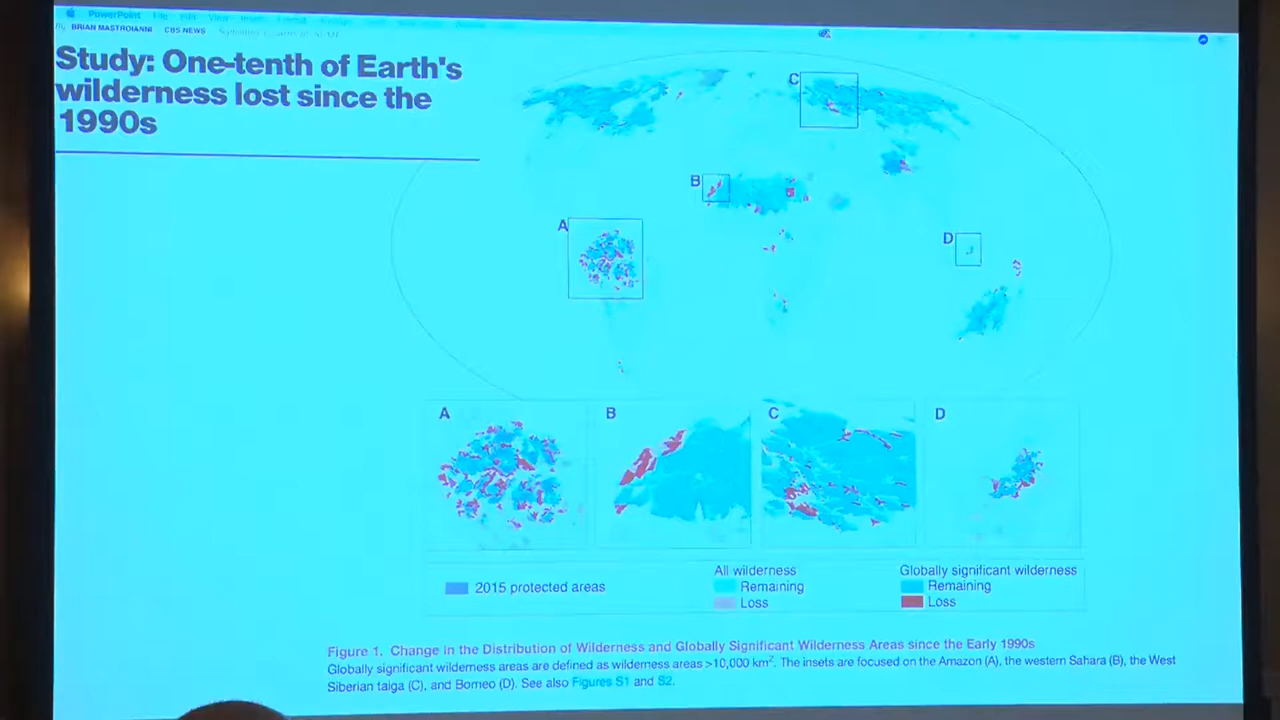 PowerPoint File Edit View Insert Format
By BRIAN MASTROIANNI CBS NEWS
Study: One-tenth of Earth's
wilderness lost since the
1990s
C
B
A
D
A B C D
All wilderness Globally significant wilderness
2015 protected areas Remaining Remaining
Loss Loss
Figure 1. Change in the Distribution of Wilderness and Globally Significant Wilderness Areas since the Early 1990s
Globally significant wilderness areas are defined as wilderness areas >10,000 km². The insets are focused on the Amazon (A), the western Sahara (B), the West
Siberian taiga (C), and Borneo (D). See also Figures S1 and S2.